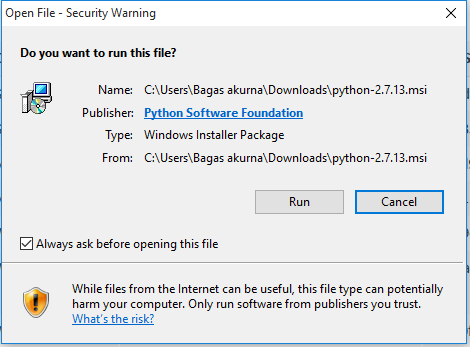 Open File - Security Warning
Do you want to run this file?
Name: C:\Users\Bagas akurna\Downloads\python-2.7.13.msi
Publisher: Python Software Foundation
Type: Windows Installer Package
From: C:\Users\Bagas akurna\Downloads\python-2.7.13.msi
Run Cancel
Always ask before opening this file
While files from the Internet can be useful, this file type can potentially
harm your computer. Only run software from publishers you trust.
What's the risk?